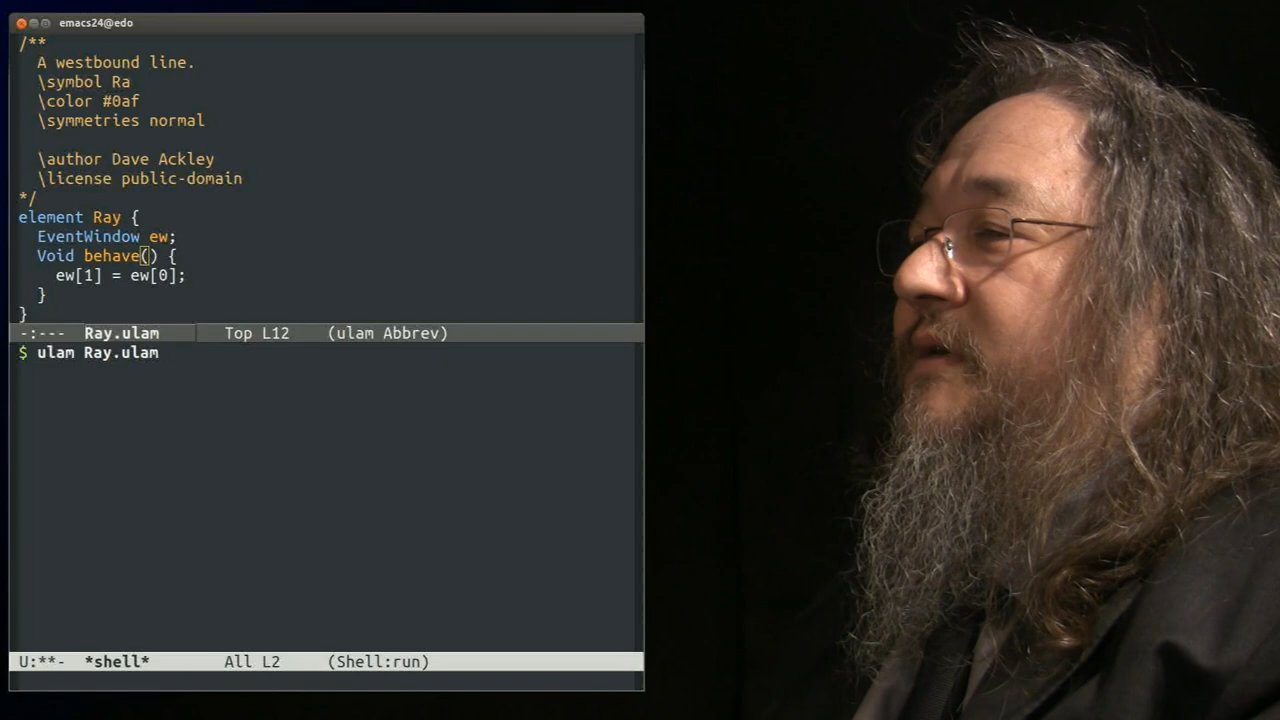 emacs24@edo
/**
A westbound line.
\symbol Ra
\color #0af
\symmetries normal
\author Dave Ackley
\license public-domain
*/
element Ray {
EventWindow ew;
Void behave() {
ew[1] = ew[0];
}
}
-:--- Ray.ulam Top L12 (ulam Abbrev)
$ ulam Ray.ulam
U:**- *shell* All L2 (Shell:run)